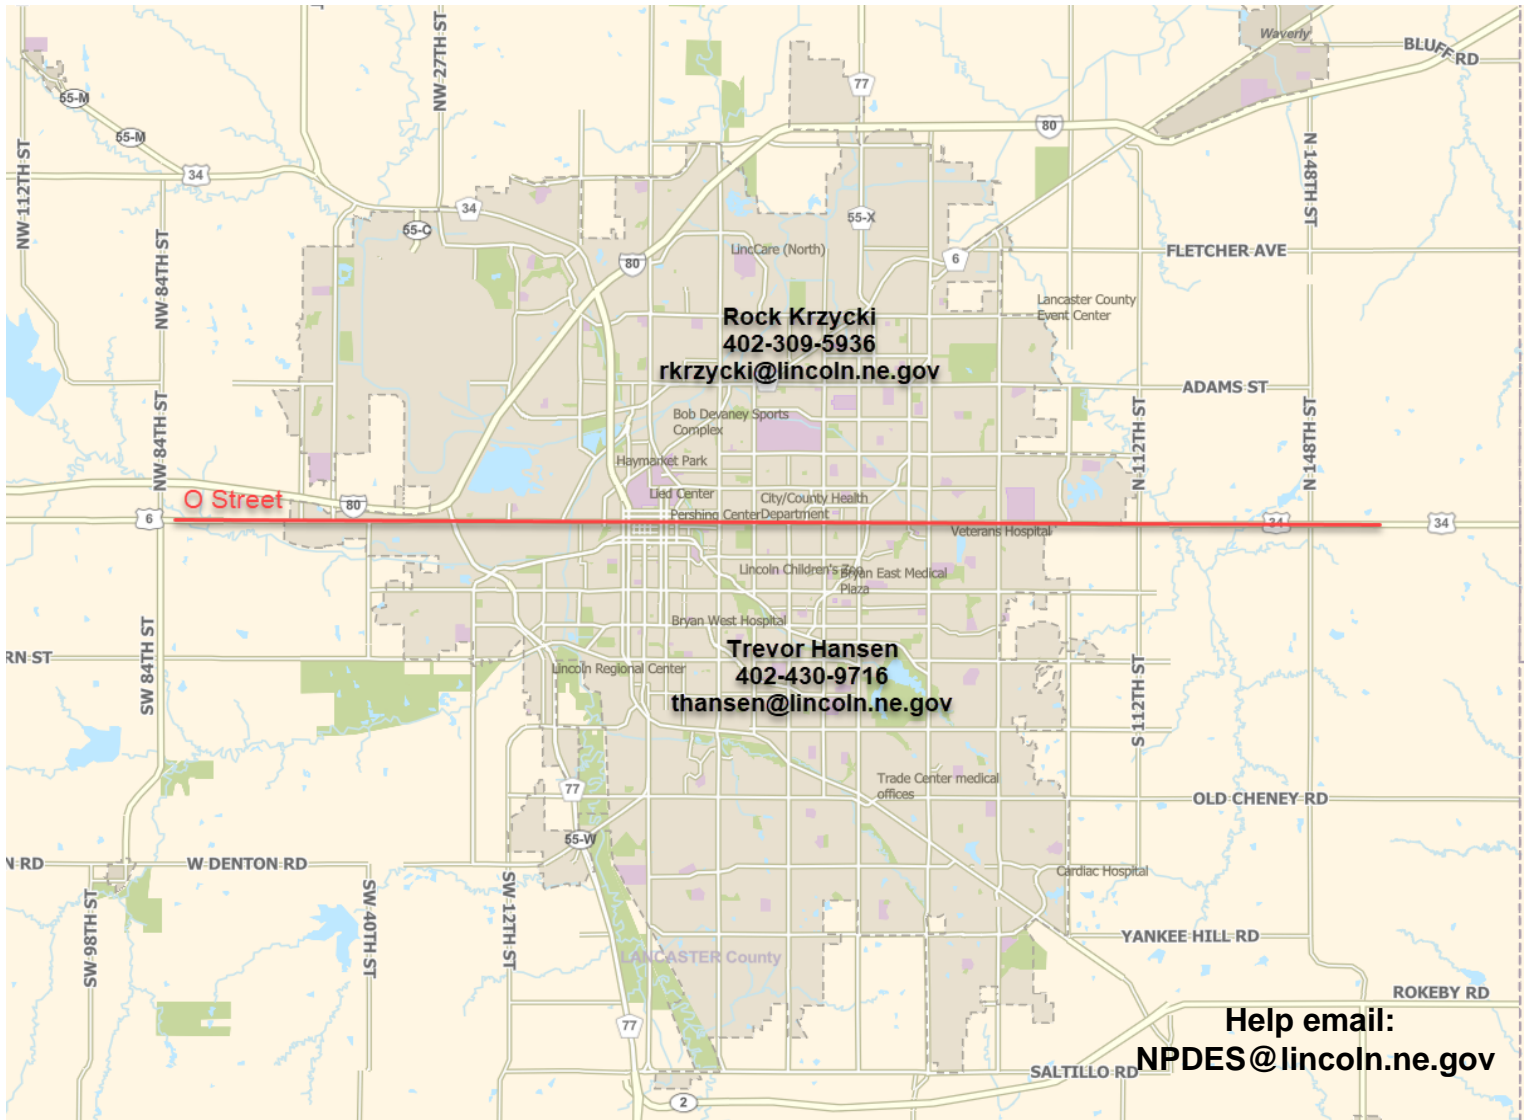 Waverly
BLUFF RD
NW 27TH ST
77
55-M
80
55-M
NW 112TH ST
34
N 148TH ST
34
55-X
55-C
NW 84TH ST
LincCare (North)
FLETCHER AVE
6
80
Lancaster County
Event Center
Rock Krzycki
402-309-5936
rkrzycki@lincoln.ne.gov
ADAMS ST
NW 84TH ST
Bob Devaney Sports
Complex
N 112TH ST
N 148TH ST
Haymarket Park
O Street
80
Lied Center
City/County Health
Department
Pershing Center
6
34
34
Veterans Hospital
Lincoln Children's Zoo
Bryan East Medical
Plaza
Bryan West Hospital
SW 84TH ST
RN ST
Trevor Hansen
402-430-9716
thansen@lincoln.ne.gov
Lincoln Regional Center
S 112TH ST
Trade Center medical
offices
77
OLD CHENEY RD
55-W
N RD
W DENTON RD
Cardiac Hospital
SW 98TH ST
SW 40TH ST
SW 12TH ST
YANKEE HILL RD
LANCASTER County
ROKEBY RD
77
Help email:
NPDES@lincoln.ne.gov
SALTILLO RD
2